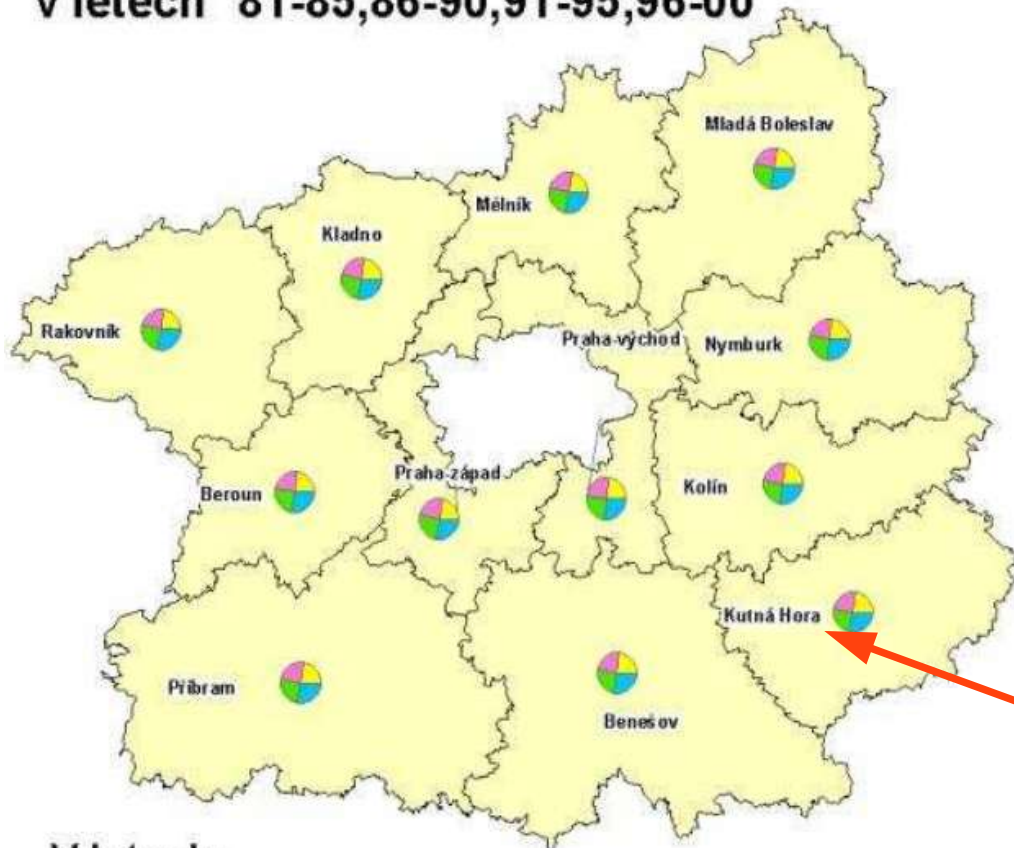 v letech 81-85,86-90,91-95,96-00
Mladá Boleslav
Mělník
Kladno
Rakovník
Praha-východ
Nymburk
Praha-západ
Beroun
Kolín
Kutná Hora
Příbram
Benešov